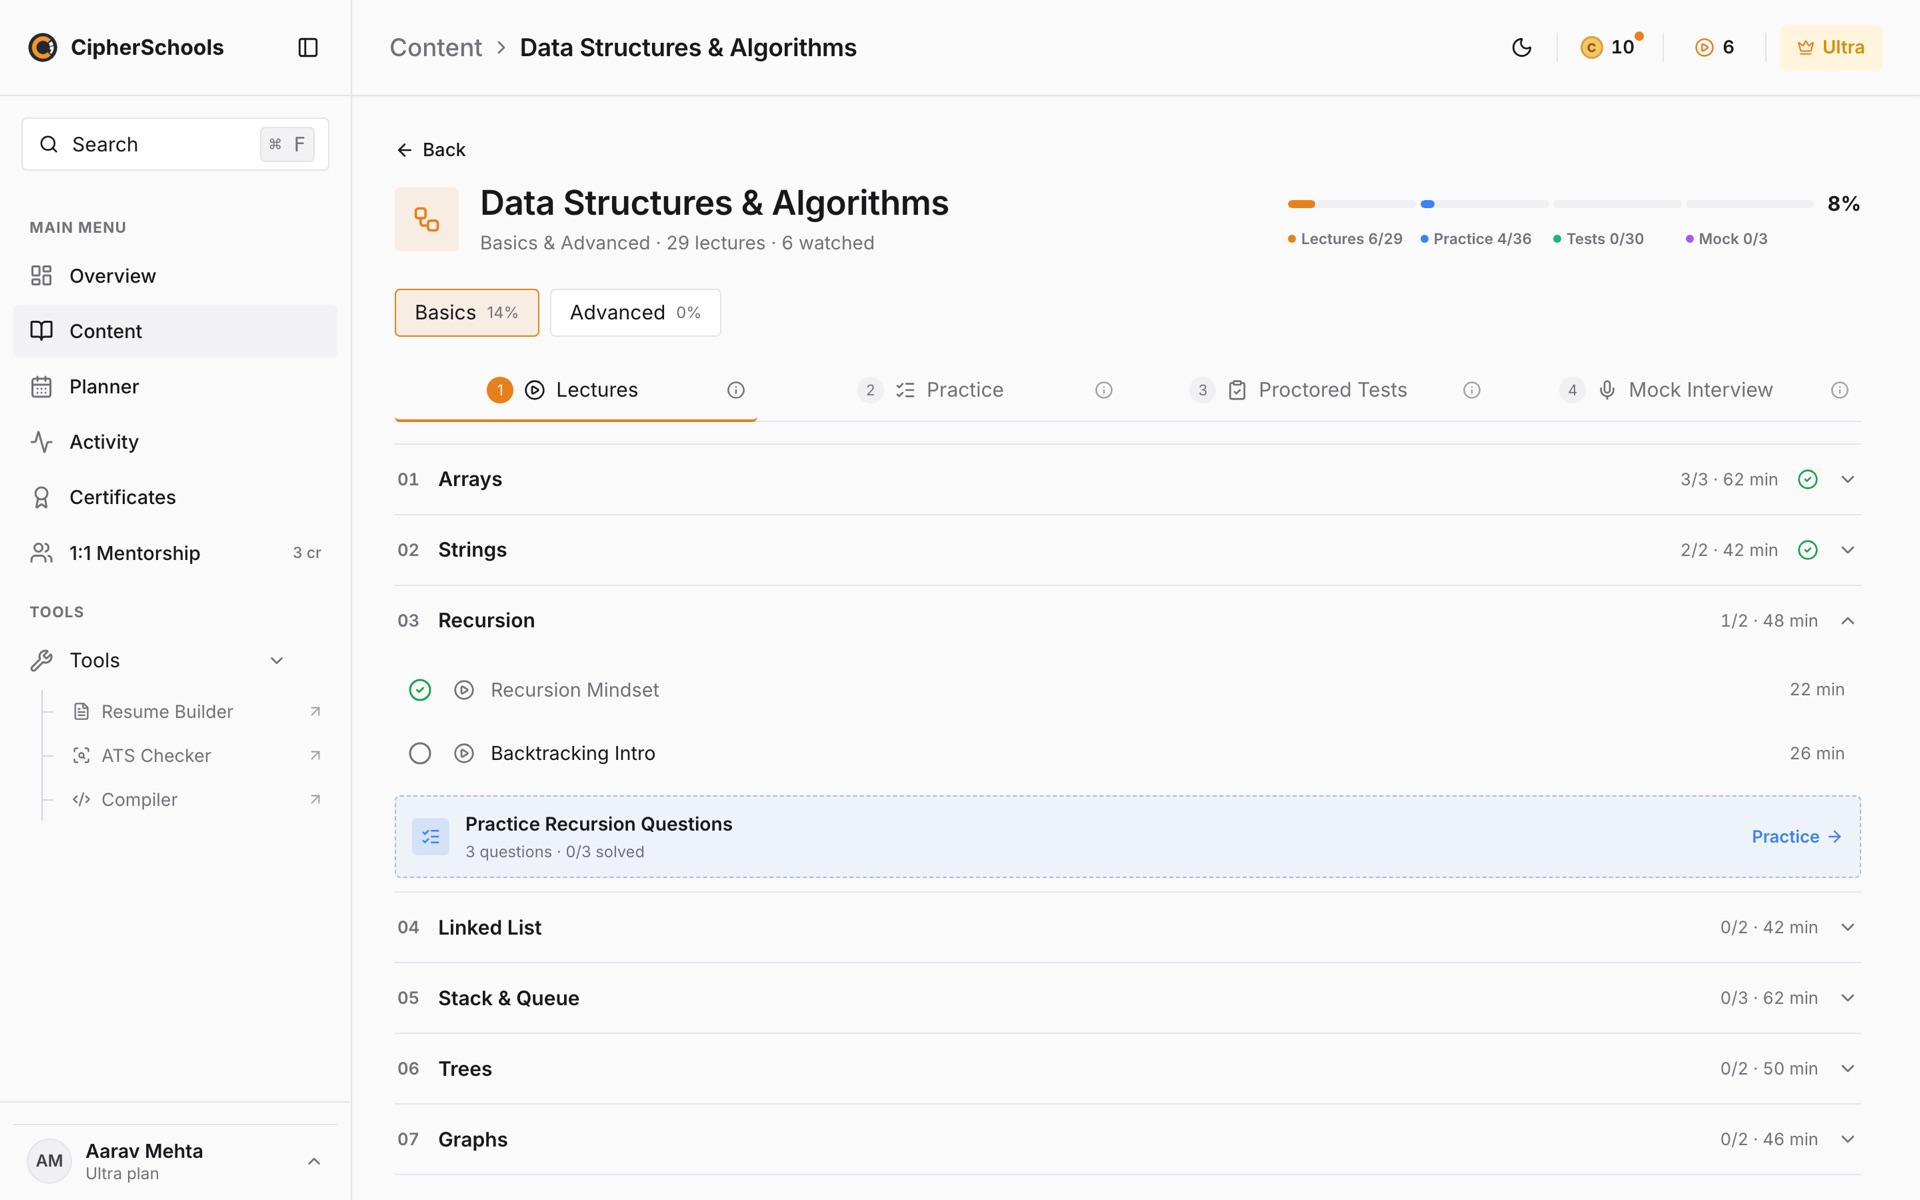 CipherSchools
Content > Data Structures & Algorithms
C 10
6
Ultra
Search ⌘ F
MAIN MENU
Overview
Content
Planner
Activity
Certificates
1:1 Mentorship 3 cr
TOOLS
Tools
Resume Builder
ATS Checker
Compiler
AM
Aarav Mehta
Ultra plan
Back
Data Structures & Algorithms
Basics & Advanced · 29 lectures · 6 watched
8%
Lectures 6/29 Practice 4/36 Tests 0/30 Mock 0/3
Basics 14% Advanced 0%
1 Lectures 2 Practice 3 Proctored Tests 4 Mock Interview
01 Arrays 3/3 · 62 min
02 Strings 2/2 · 42 min
03 Recursion 1/2 · 48 min
Recursion Mindset 22 min
Backtracking Intro 26 min
Practice Recursion Questions
3 questions · 0/3 solved
Practice →
04 Linked List 0/2 · 42 min
05 Stack & Queue 0/3 · 62 min
06 Trees 0/2 · 50 min
07 Graphs 0/2 · 46 min